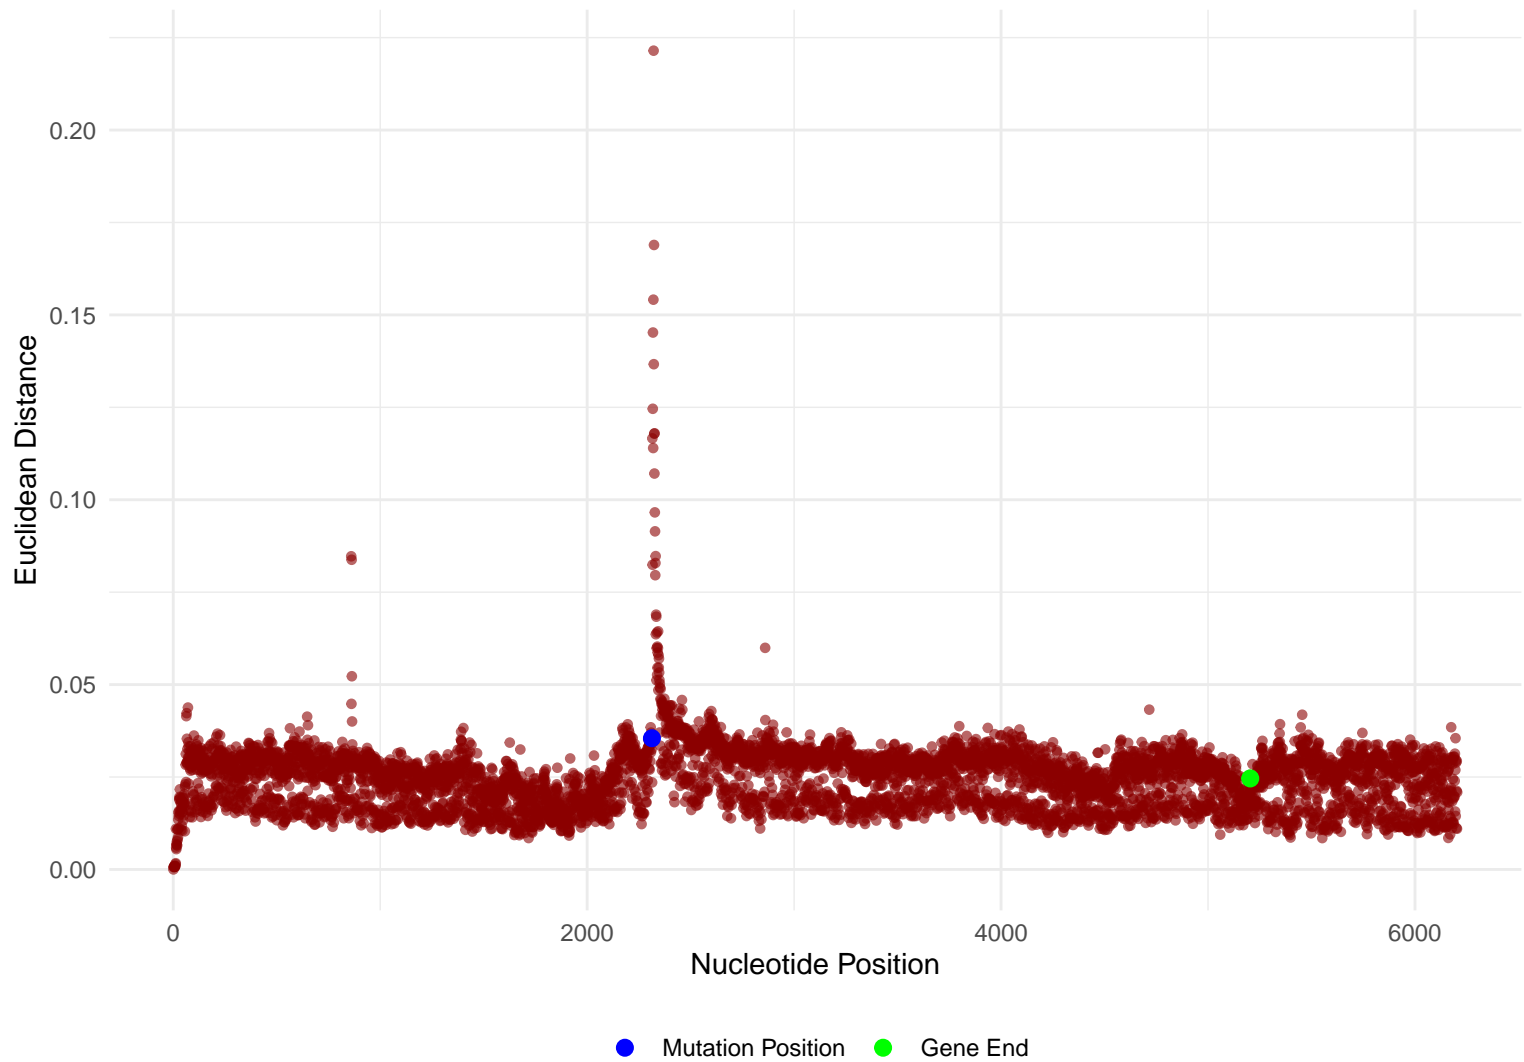 Euclidean Distance
0.20
0.15
0.10
0.05
0.00
0
2000
4000
6000
Nucleotide Position
Mutation Position
Gene End